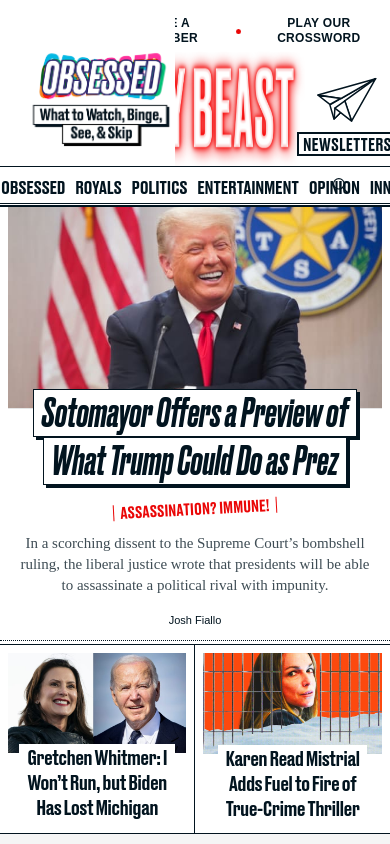 E A
BER
PLAY OUR
CROSSWORD
OBSESSED
What to Watch, Binge,
See, & Skip
Y BEAST
NEWSLETTERS
OBSESSED ROYALS POLITICS ENTERTAINMENT OPINION INN
Sotomayor Offers a Preview of
What Trump Could Do as Prez
ASSASSINATION? IMMUNE!
In a scorching dissent to the Supreme Court’s bombshell
ruling, the liberal justice wrote that presidents will be able
to assassinate a political rival with impunity.
Josh Fiallo
Gretchen Whitmer: I
Won’t Run, but Biden
Has Lost Michigan
Karen Read Mistrial
Adds Fuel to Fire of
True-Crime Thriller